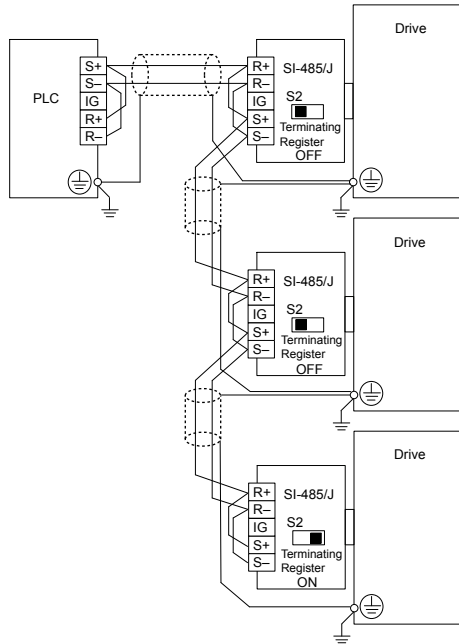 PLC
S+
S–
IG
R+
R–
Drive
SI-485/J
R+
R–
IG
S+
S–
S2
Terminating
Register
OFF
Drive
SI-485/J
R+
R–
IG
S+
S–
S2
Terminating
Register
OFF
Drive
SI-485/J
R+
R–
IG
S+
S–
S2
Terminating
Register
ON